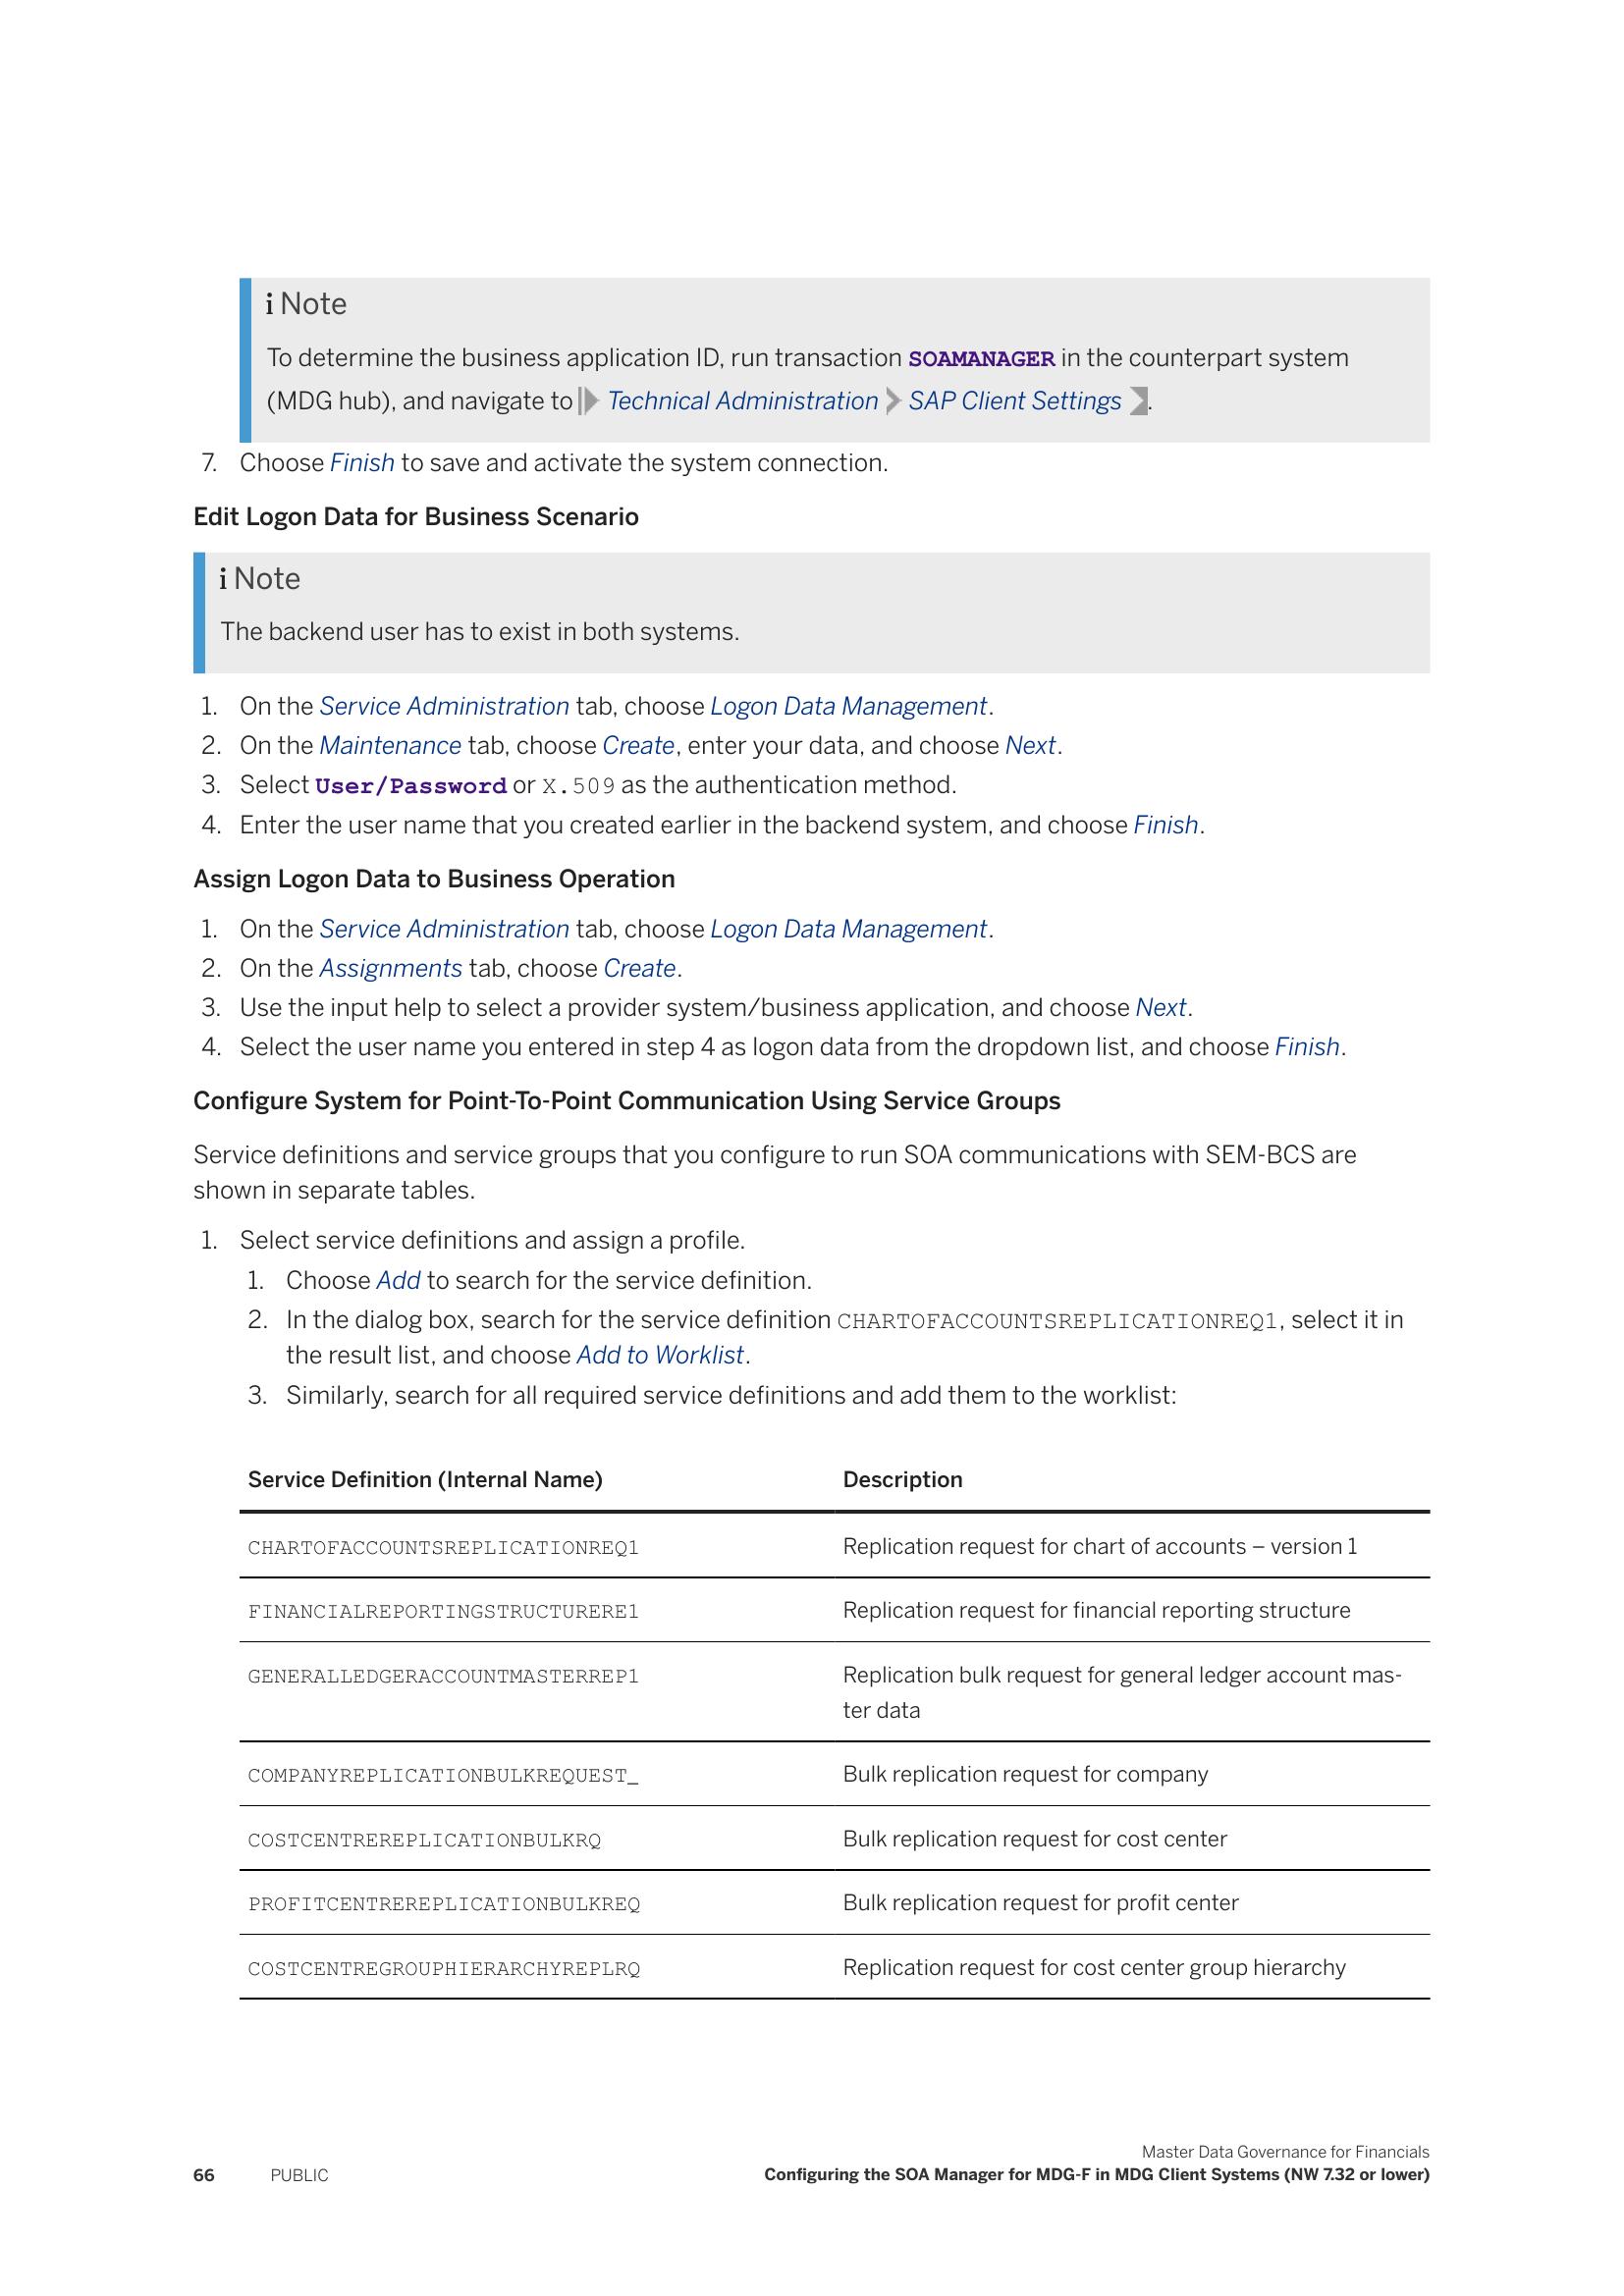 i Note
To determine the business application ID, run transaction SOAMANAGER in the counterpart system
(MDG hub), and navigate to Technical Administration SAP Client Settings .
7. Choose Finish to save and activate the system connection.
Edit Logon Data for Business Scenario
i Note
The backend user has to exist in both systems.
1. On the Service Administration tab, choose Logon Data Management.
2. On the Maintenance tab, choose Create, enter your data, and choose Next.
3. Select User/Password or X.509 as the authentication method.
4. Enter the user name that you created earlier in the backend system, and choose Finish.
Assign Logon Data to Business Operation
1. On the Service Administration tab, choose Logon Data Management.
2. On the Assignments tab, choose Create.
3. Use the input help to select a provider system/business application, and choose Next.
4. Select the user name you entered in step 4 as logon data from the dropdown list, and choose Finish.
Configure System for Point-To-Point Communication Using Service Groups
Service definitions and service groups that you configure to run SOA communications with SEM-BCS are
shown in separate tables.
1. Select service definitions and assign a profile.
1. Choose Add to search for the service definition.
2. In the dialog box, search for the service definition CHARTOFACCOUNTSREPLICATIONREQ1, select it in
the result list, and choose Add to Worklist.
3. Similarly, search for all required service definitions and add them to the worklist:
Service Definition (Internal Name) Description
CHARTOFACCOUNTSREPLICATIONREQ1 Replication request for chart of accounts – version 1
FINANCIALREPORTINGSTRUCTURERE1 Replication request for financial reporting structure
GENERALLEDGERACCOUNTMASTERREP1 Replication bulk request for general ledger account mas-
ter data
COMPANYREPLICATIONBULKREQUEST_ Bulk replication request for company
COSTCENTREREPLICATIONBULKRQ Bulk replication request for cost center
PROFITCENTREREPLICATIONBULKREQ Bulk replication request for profit center
COSTCENTREGROUPHIERARCHYREPLRQ Replication request for cost center group hierarchy
Master Data Governance for Financials
66 PUBLIC Configuring the SOA Manager for MDG-F in MDG Client Systems (NW 7.32 or lower)